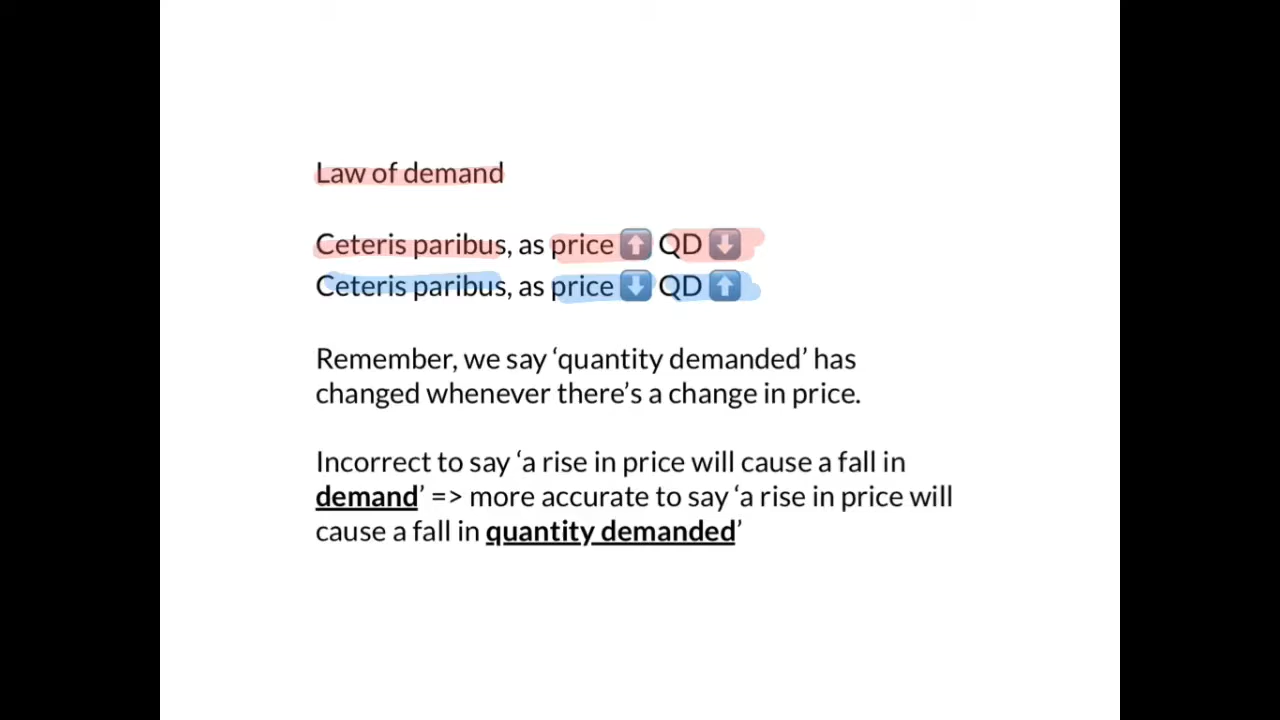 Law of demand
Ceteris paribus, as price ⬆️ QD ⬇️
Ceteris paribus, as price ⬇️ QD ⬆️
Remember, we say ‘quantity demanded’ has
changed whenever there’s a change in price.
Incorrect to say ‘a rise in price will cause a fall in
demand’ => more accurate to say ‘a rise in price will
cause a fall in quantity demanded’